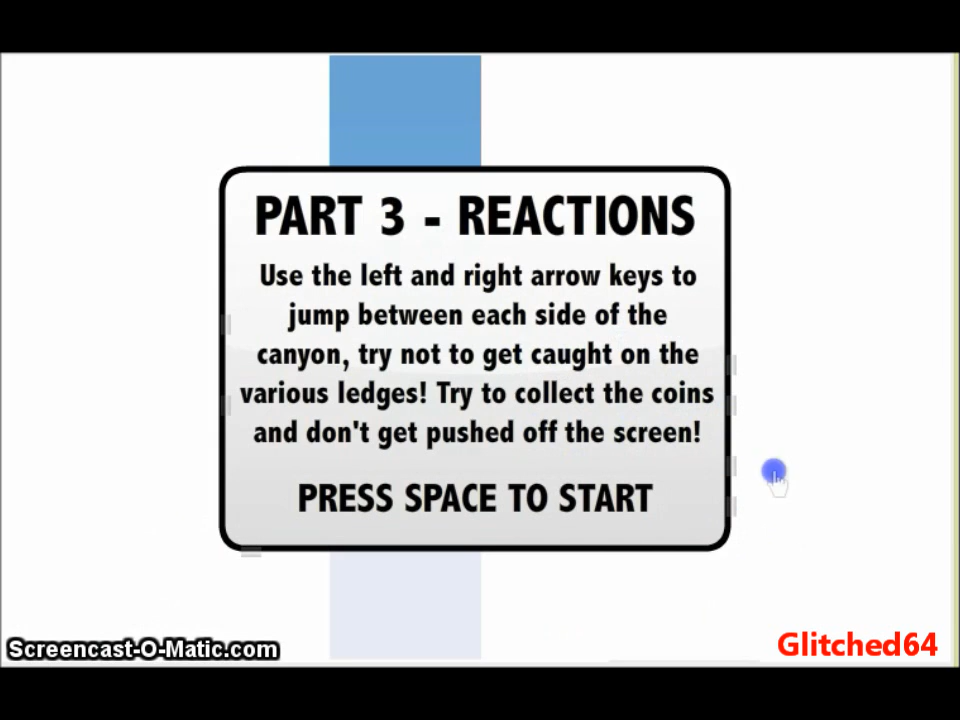 PART 3 - REACTIONS
Use the left and right arrow keys to
jump between each side of the
canyon, try not to get caught on the
various ledges! Try to collect the coins
and don't get pushed off the screen!
PRESS SPACE TO START
Screencast-O-Matic.com
Glitched64